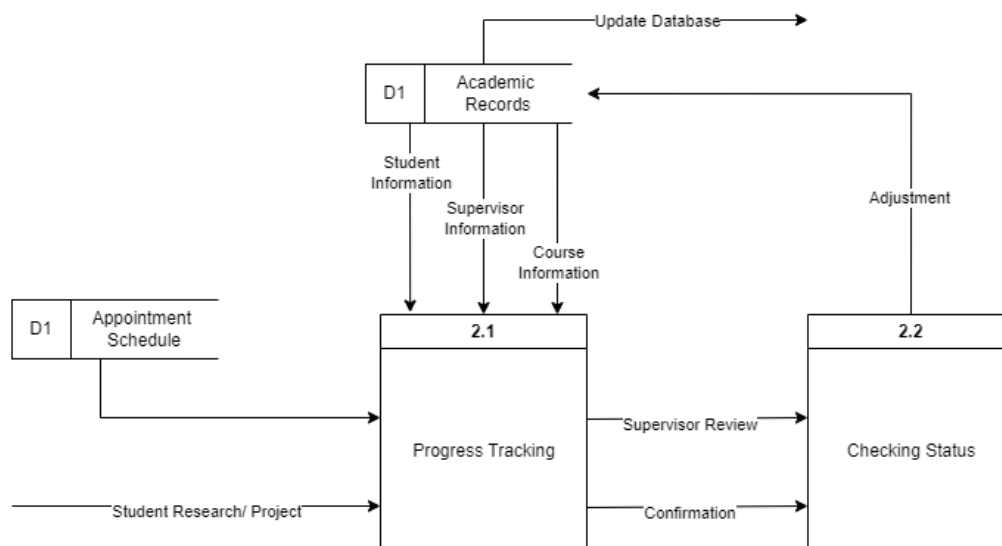 Update Database
D1
Academic
Records
Student
Information
Supervisor
Information
Course
Information
Adjustment
D1
Appointment
Schedule
2.1
2.2
Progress Tracking
Supervisor Review
Checking Status
Student Research/ Project
Confirmation